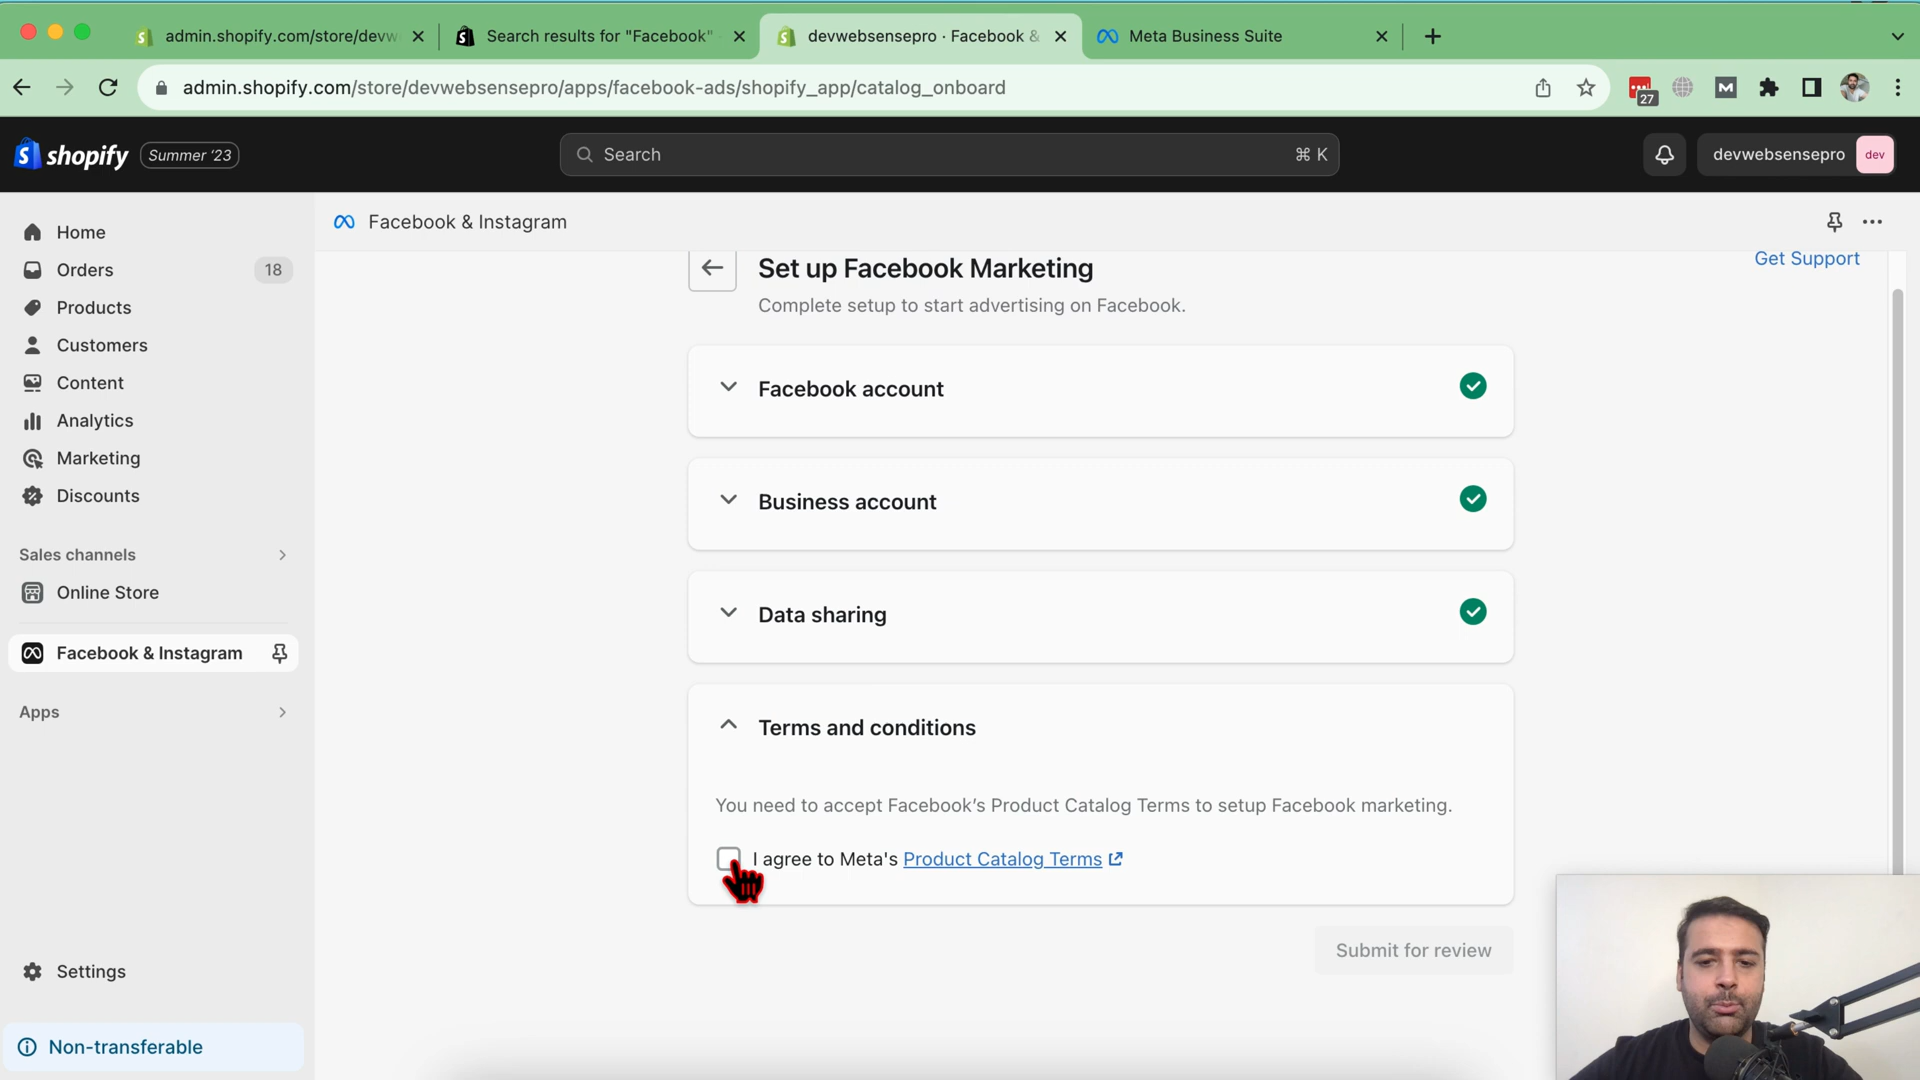 admin.shopify.com/store/devw
Search results for "Facebook" -
devwebsensepro · Facebook &
Meta Business Suite
admin.shopify.com/store/devwebsensepro/apps/facebook-ads/shopify_app/catalog_onboard
27
shopify
Summer '23
Search
⌘ K
devwebsensepro
dev
Home
Orders
18
Products
Customers
Content
Analytics
Marketing
Discounts
Sales channels
Online Store
Facebook & Instagram
Apps
Settings
Non-transferable
Facebook & Instagram
Get Support
Set up Facebook Marketing
Complete setup to start advertising on Facebook.
Facebook account
Business account
Data sharing
Terms and conditions
You need to accept Facebook’s Product Catalog Terms to setup Facebook marketing.
I agree to Meta's Product Catalog Terms
Submit for review